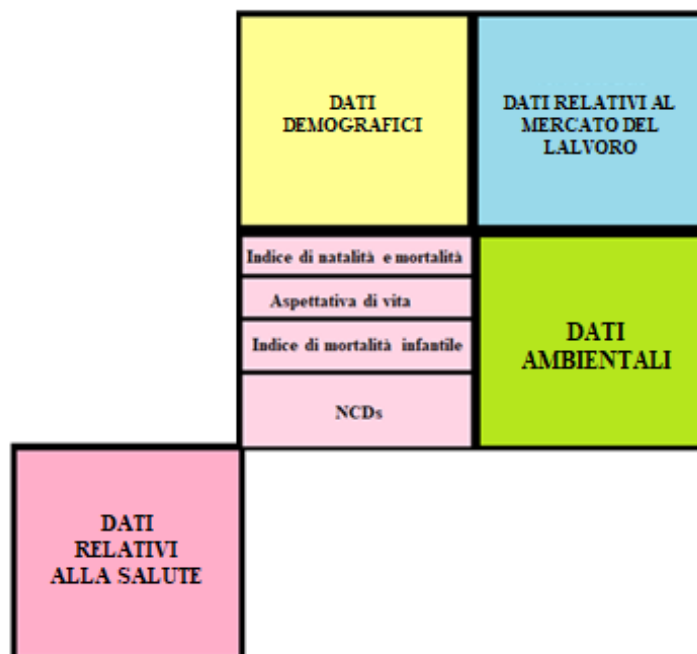 DATI
DEMOGRAFICI
DATI RELATIVI AL
MERCATO DEL
LALVORO
Indice di natalità e mortalità
Aspettativa di vita
Indice di mortalità infantile
NCDs
DATI
AMBIENTALI
DATI
RELATIVI
ALLA SALUTE